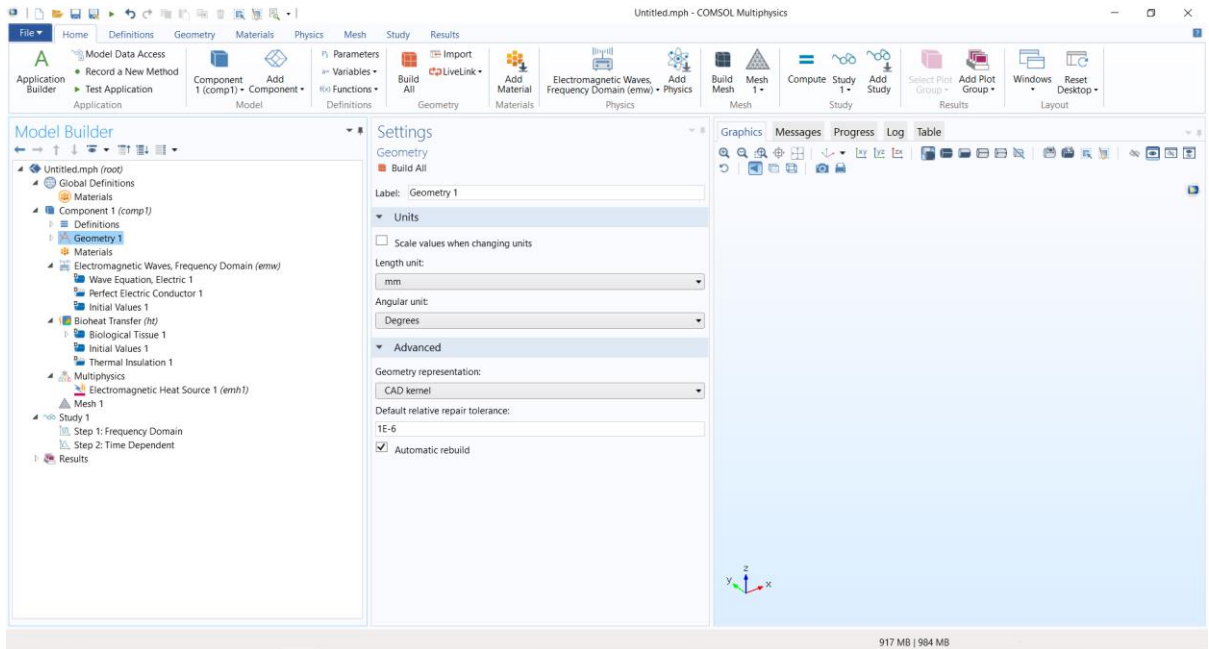 Untitled.mph - COMSOL Multiphysics
File Home Definitions Geometry Materials Physics Mesh Study Results
Application Builder
Model Data Access
Record a New Method
Test Application
Application
Component 1 (comp1)
Add Component
Model
Pi Parameters
a= Variables
f(x) Functions
Definitions
Build All
Import
LiveLink
Geometry
Add Material
Materials
Electromagnetic Waves, Frequency Domain (emw)
Add Physics
Physics
Build Mesh
Mesh 1
Mesh
Compute
Study 1
Add Study
Study
Select Plot Group
Add Plot Group
Results
Windows
Reset Desktop
Layout
Model Builder
Untitled.mph (root)
Global Definitions
Materials
Component 1 (comp1)
Definitions
Geometry 1
Materials
Electromagnetic Waves, Frequency Domain (emw)
Wave Equation, Electric 1
Perfect Electric Conductor 1
Initial Values 1
Bioheat Transfer (ht)
Biological Tissue 1
Initial Values 1
Thermal Insulation 1
Multiphysics
Electromagnetic Heat Source 1 (emh1)
Mesh 1
Study 1
Step 1: Frequency Domain
Step 2: Time Dependent
Results
Settings
Geometry
Build All
Label: Geometry 1
Units
Scale values when changing units
Length unit:
mm
Angular unit:
Degrees
Advanced
Geometry representation:
CAD kernel
Default relative repair tolerance:
1E-6
Automatic rebuild
Graphics Messages Progress Log Table
xy yz zx
z
y
x
917 MB | 984 MB